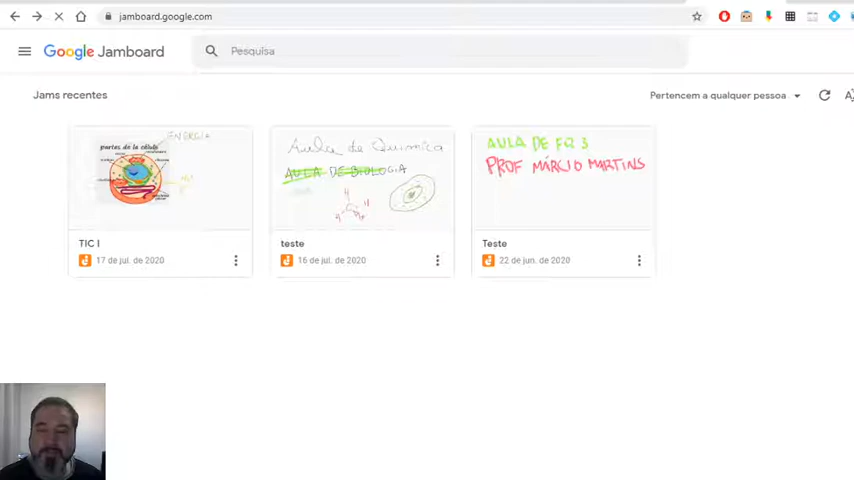 jamboard.google.com
Google Jamboard
Pesquisa
Jams recentes
Pertencem a qualquer pessoa
partes de la célula
ENERGIA
TIC I
17 de jul. de 2020
Aula de Química
AULA DE BIOLOGIA
H
H
teste
16 de jul. de 2020
AULA DE FQ 3
PROF MÁRCIO MARTINS
Teste
22 de jun. de 2020